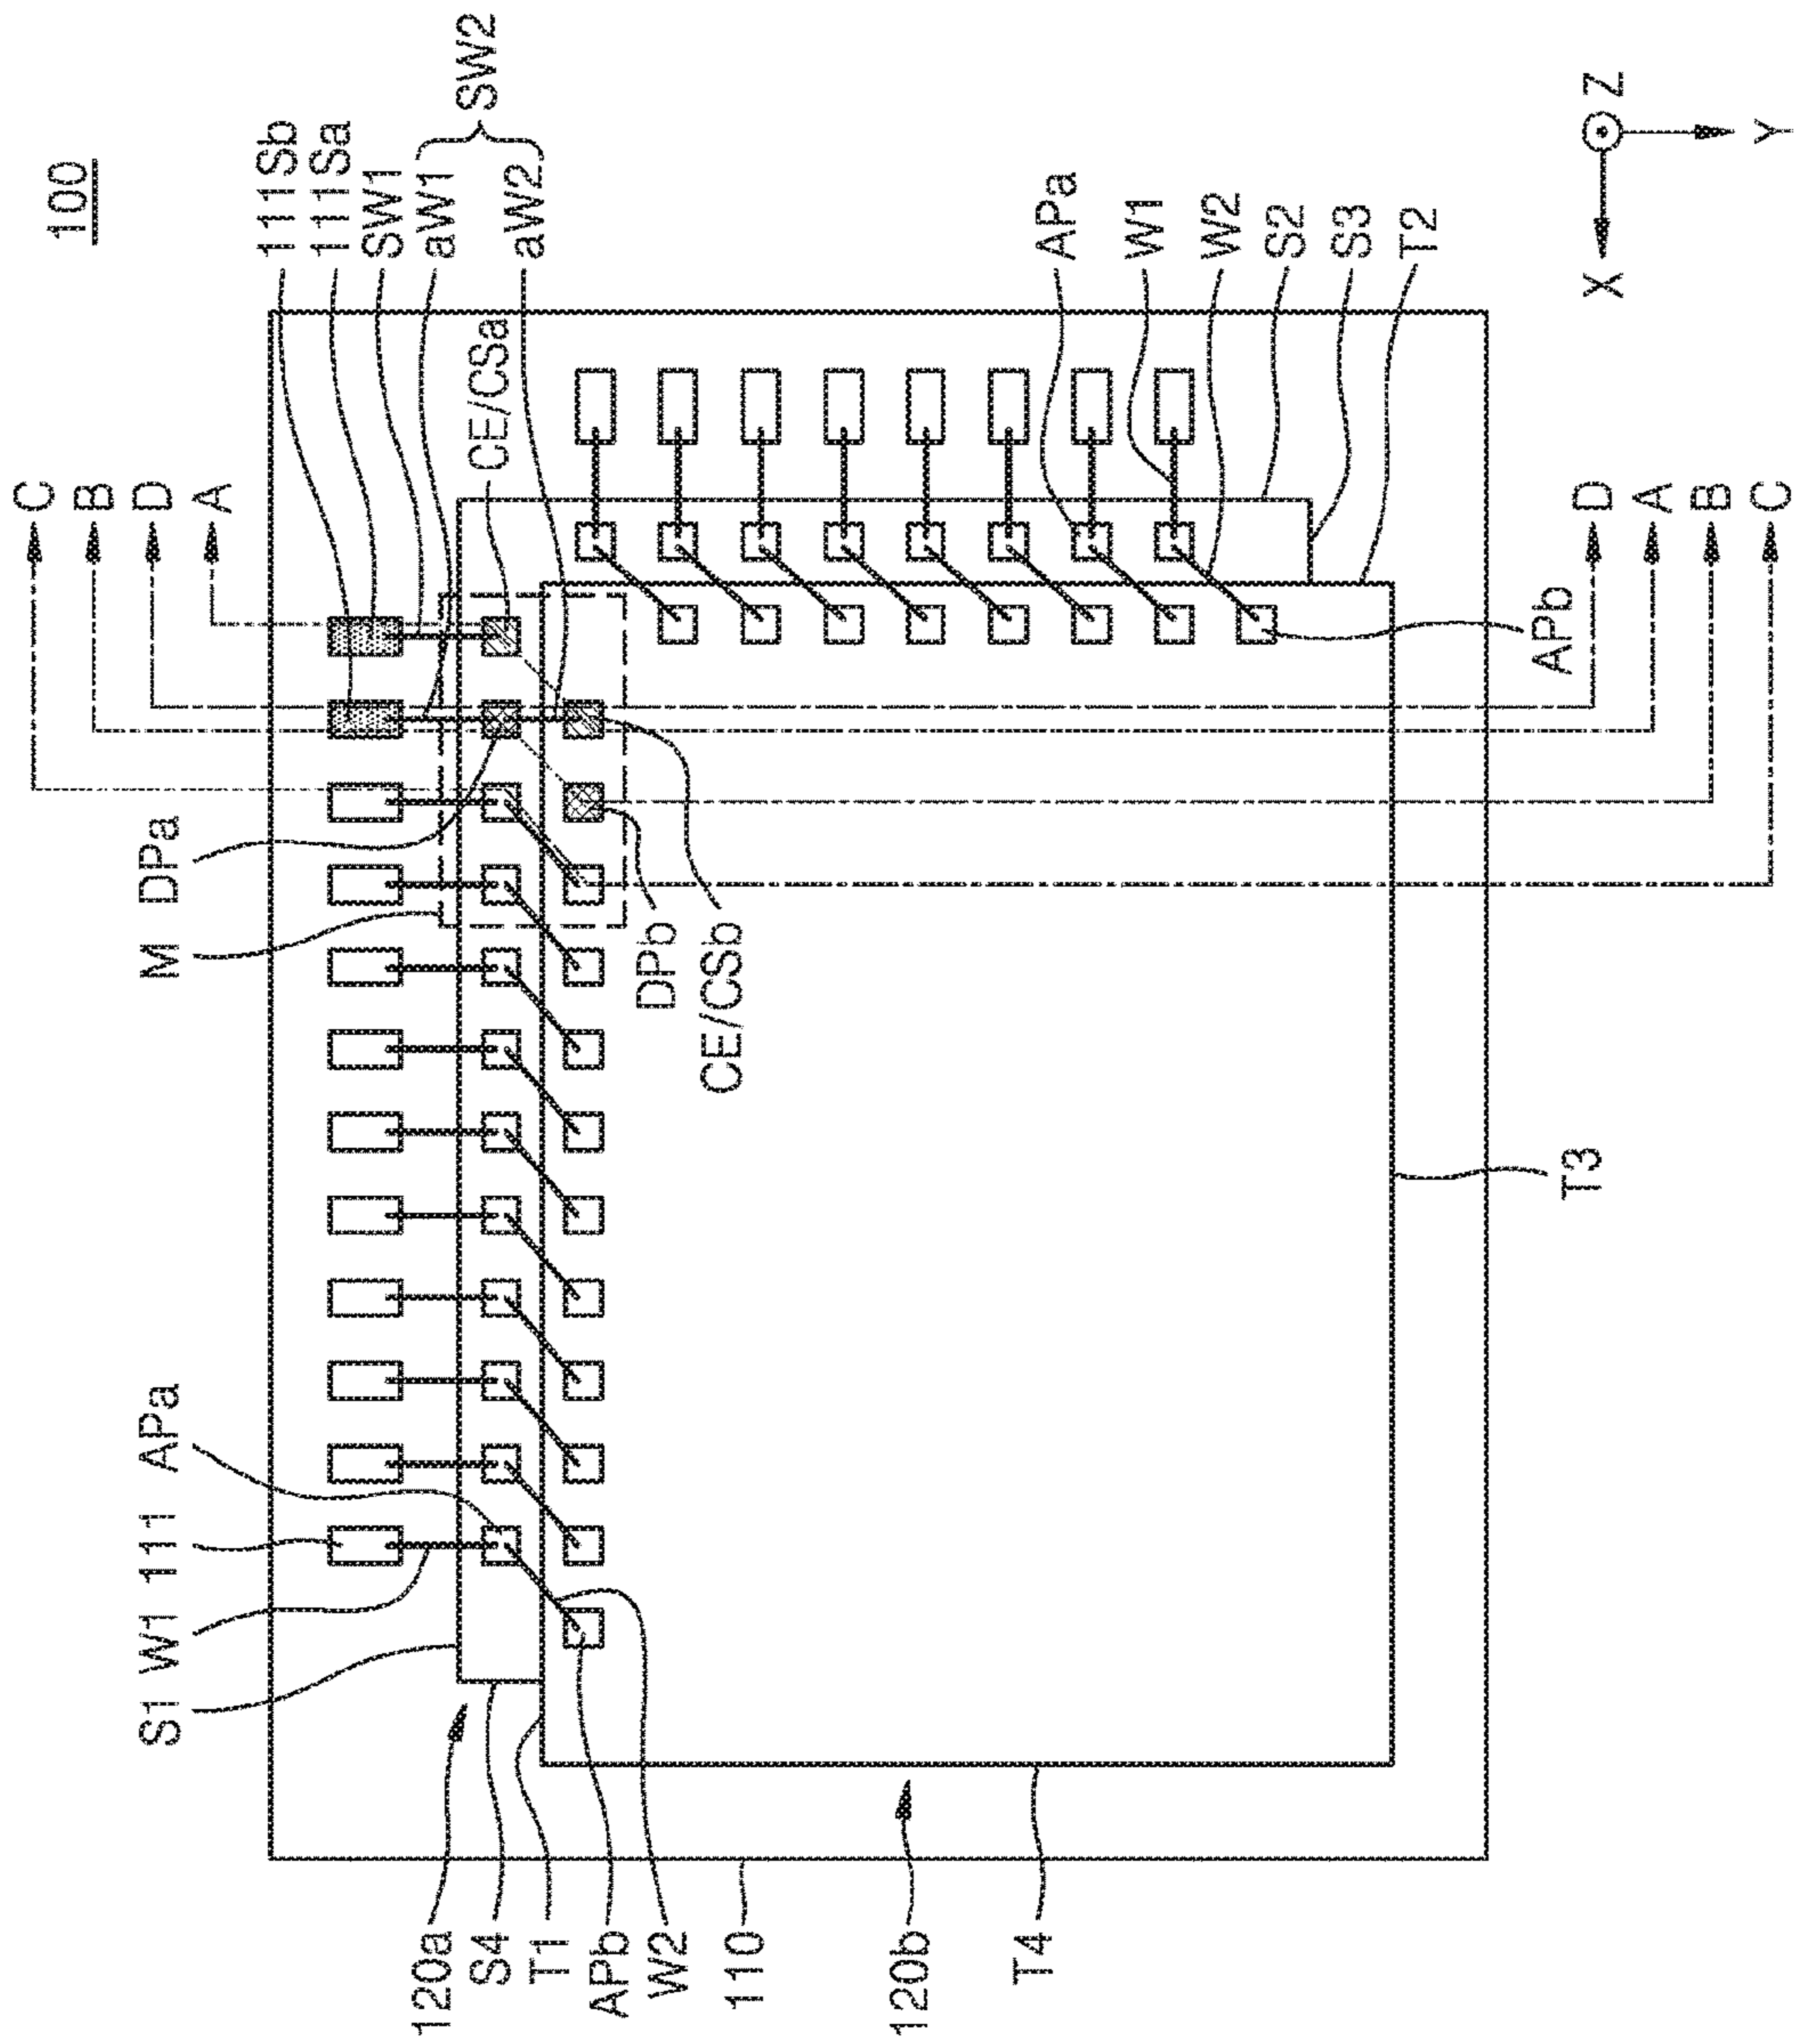 100
SW2
111Sb
111Sa
SW1
aW1
aW2
CE/CSa
C
B
D
A
Z
X
Y
APa
W1
W2
S2
S3
T2
D
A
B
C
APb
M
DPa
DPb
CE/CSb
T3
S1
W1
111
APa
120a
S4
T1
APb
W2
110
120b
T4